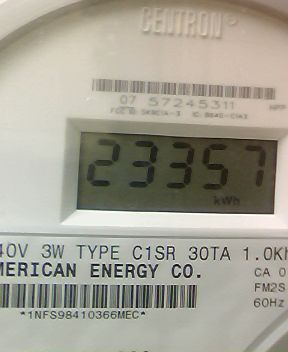 CENTRON®
07 57245311
23357
kWh
40V 3W TYPE C1SR 30TA 1.0Kh
MERICAN ENERGY CO.
CA 0
FM2S
60Hz
*1NFS98410366MEC*